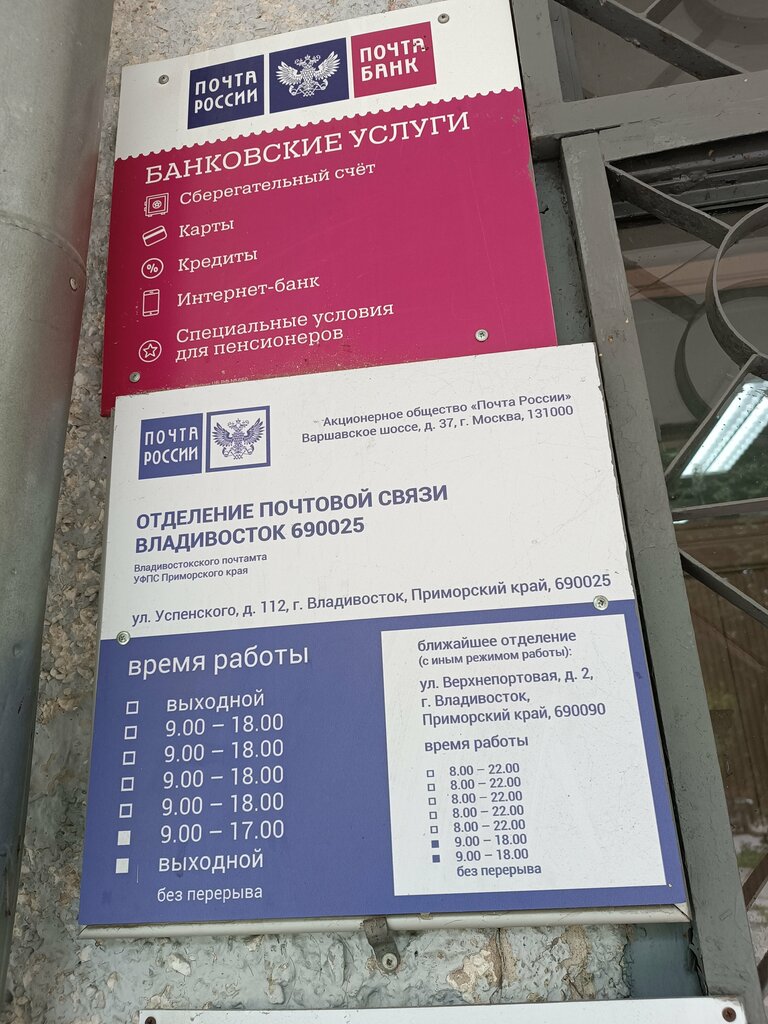 ПОЧТА
РОССИИ
ПОЧТА
БАНК
БАНКОВСКИЕ УСЛУГИ
Сберегательный счёт
Карты
%
Кредиты
Интернет-банк
Специальные условия
для пенсионеров
ПОЧТА
РОССИИ
Акционерное общество «Почта России»
Варшавское шоссе, д. 37, г. Москва, 131000
ОТДЕЛЕНИЕ ПОЧТОВОЙ СВЯЗИ
ВЛАДИВОСТОК 690025
Владивостокского почтамта
УФПС Приморского края
ул. Успенского, д. 112, г. Владивосток, Приморский край, 690025
время работы
выходной
9.00 – 18.00
9.00 – 18.00
9.00 – 18.00
9.00 – 18.00
9.00 – 17.00
выходной
без перерыва
ближайшее отделение
(с иным режимом работы):
ул. Верхнепортовая, д. 2,
г. Владивосток,
Приморский край, 690090
время работы
8.00 – 22.00
8.00 – 22.00
8.00 – 22.00
8.00 – 22.00
8.00 – 22.00
9.00 – 18.00
9.00 – 18.00
без перерыва